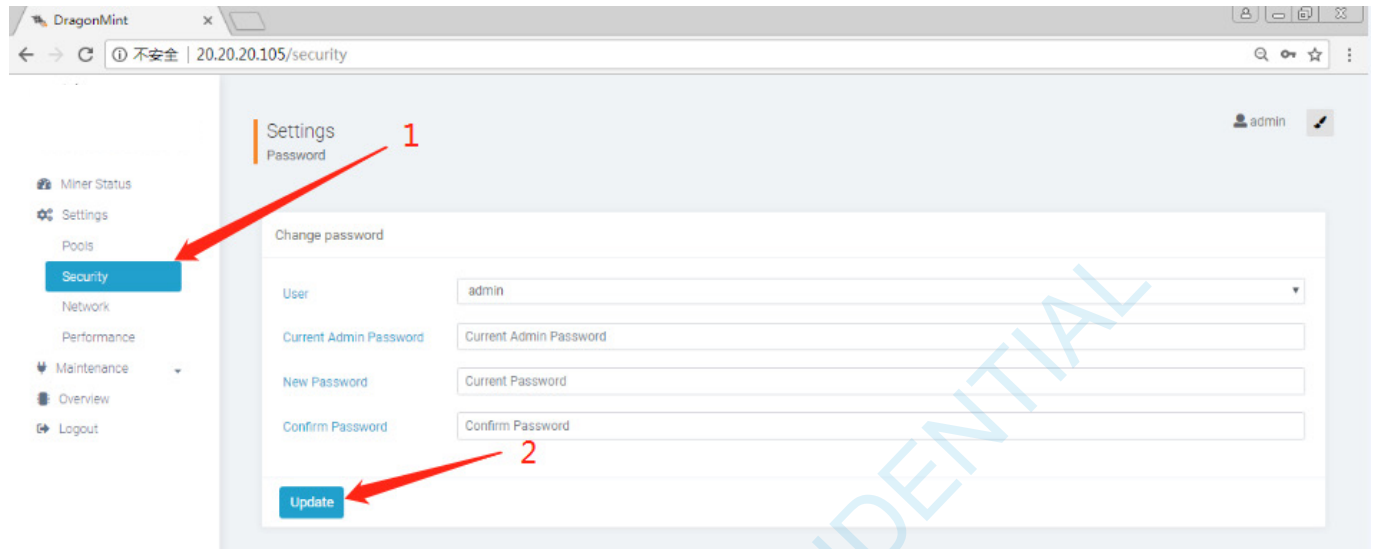 DragonMint
不安全 | 20.20.20.105/security
admin
Settings
Password
1
Miner Status
Settings
Pools
Security
Network
Performance
Maintenance
Overview
Logout
Change password
User admin
Current Admin Password Current Admin Password
New Password Current Password
Confirm Password Confirm Password
2
Update
IDENTIAL